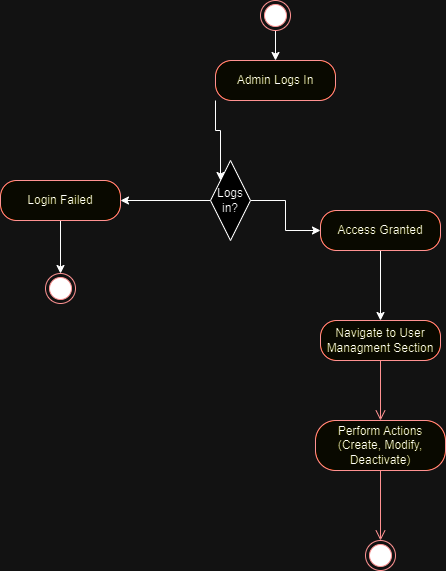 Admin Logs In
Logs
in?
Login Failed
Access Granted
Navigate to User
Managment Section
Perform Actions
(Create, Modify,
Deactivate)